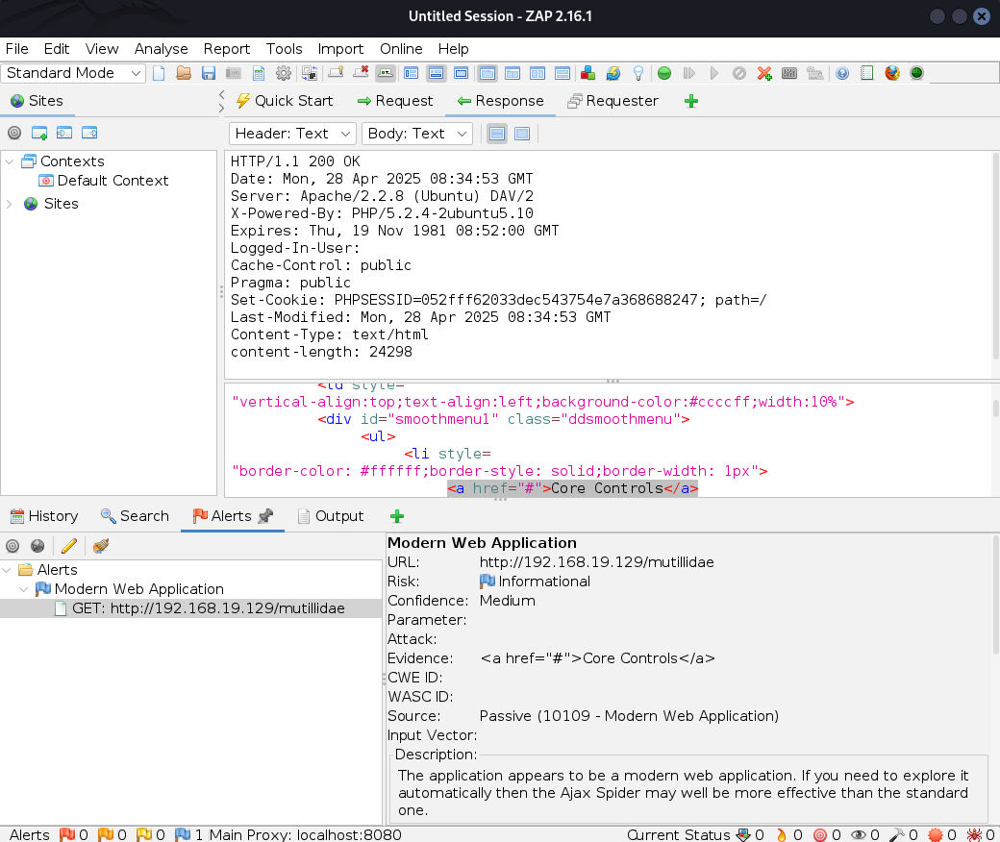 Untitled Session - ZAP 2.16.1
File Edit View Analyse Report Tools Import Online Help
Standard Mode
Sites
Quick Start Request Response Requester
Header: Text Body: Text
Contexts
Default Context
Sites
HTTP/1.1 200 OK
Date: Mon, 28 Apr 2025 08:34:53 GMT
Server: Apache/2.2.8 (Ubuntu) DAV/2
X-Powered-By: PHP/5.2.4-2ubuntu5.10
Expires: Thu, 19 Nov 1981 08:52:00 GMT
Logged-In-User:
Cache-Control: public
Pragma: public
Set-Cookie: PHPSESSID=052fff62033dec543754e7a368688247; path=/
Last-Modified: Mon, 28 Apr 2025 08:34:53 GMT
Content-Type: text/html
content-length: 24298
<td style=
"vertical-align:top;text-align:left;background-color:#ccccff;width:10%">
<div id="smoothmenu1" class="ddsmoothmenu">
<ul>
<li style=
"border-color: #ffffff;border-style: solid;border-width: 1px">
<a href="#">Core Controls</a>
History Search Alerts Output
Alerts
Modern Web Application
GET: http://192.168.19.129/mutillidae
Modern Web Application
URL: http://192.168.19.129/mutillidae
Risk: Informational
Confidence: Medium
Parameter:
Attack:
Evidence: <a href="#">Core Controls</a>
CWE ID:
WASC ID:
Source: Passive (10109 - Modern Web Application)
Input Vector:
Description:
The application appears to be a modern web application. If you need to explore it
automatically then the Ajax Spider may well be more effective than the standard
one.
Alerts 0 0 0 1 Main Proxy: localhost:8080 Current Status 0 0 0 0 0 0 0